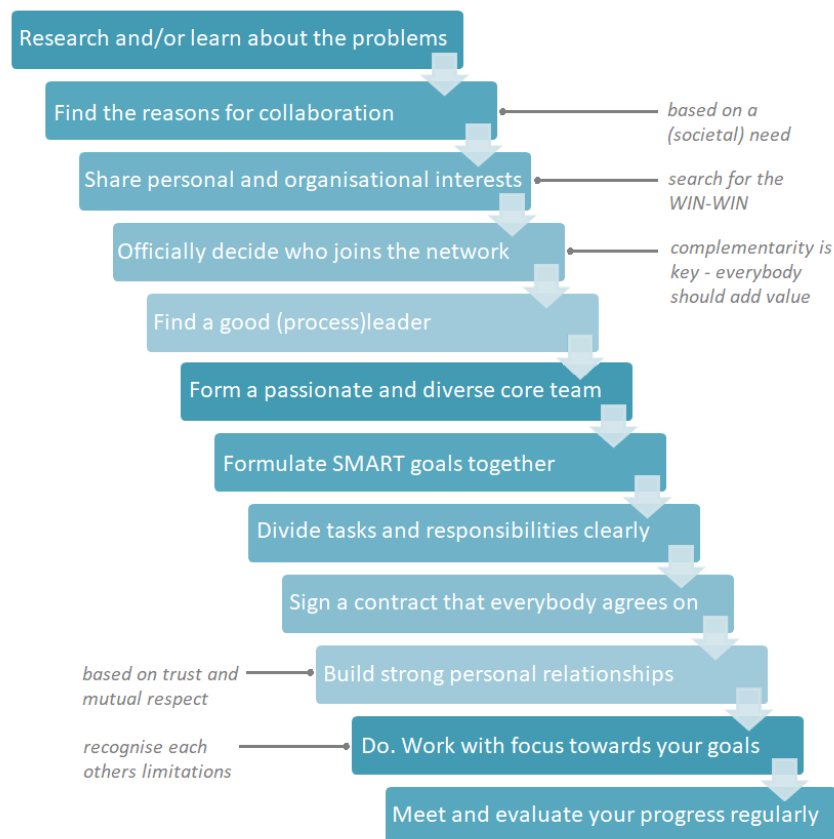 Research and/or learn about the problems
Find the reasons for collaboration
based on a
(societal) need
Share personal and organisational interests
search for the
WIN-WIN
Officially decide who joins the network
complementarity is
key - everybody
should add value
Find a good (process)leader
Form a passionate and diverse core team
Formulate SMART goals together
Divide tasks and responsibilities clearly
Sign a contract that everybody agrees on
based on trust and
mutual respect
Build strong personal relationships
recognise each
others limitations
Do. Work with focus towards your goals
Meet and evaluate your progress regularly